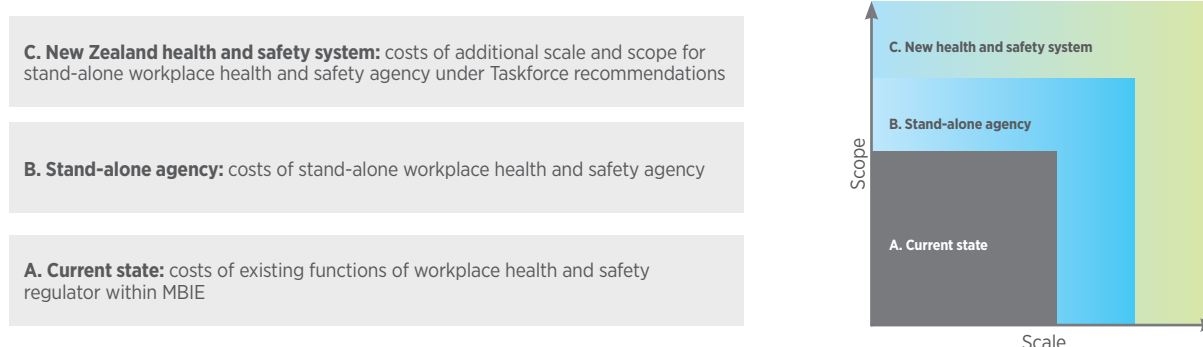 C. New Zealand health and safety system: costs of additional scale and scope for
stand-alone workplace health and safety agency under Taskforce recommendations
B. Stand-alone agency: costs of stand-alone workplace health and safety agency
A. Current state: costs of existing functions of workplace health and safety
regulator within MBIE
C. New health and safety system
B. Stand-alone agency
A. Current state
Scope
Scale